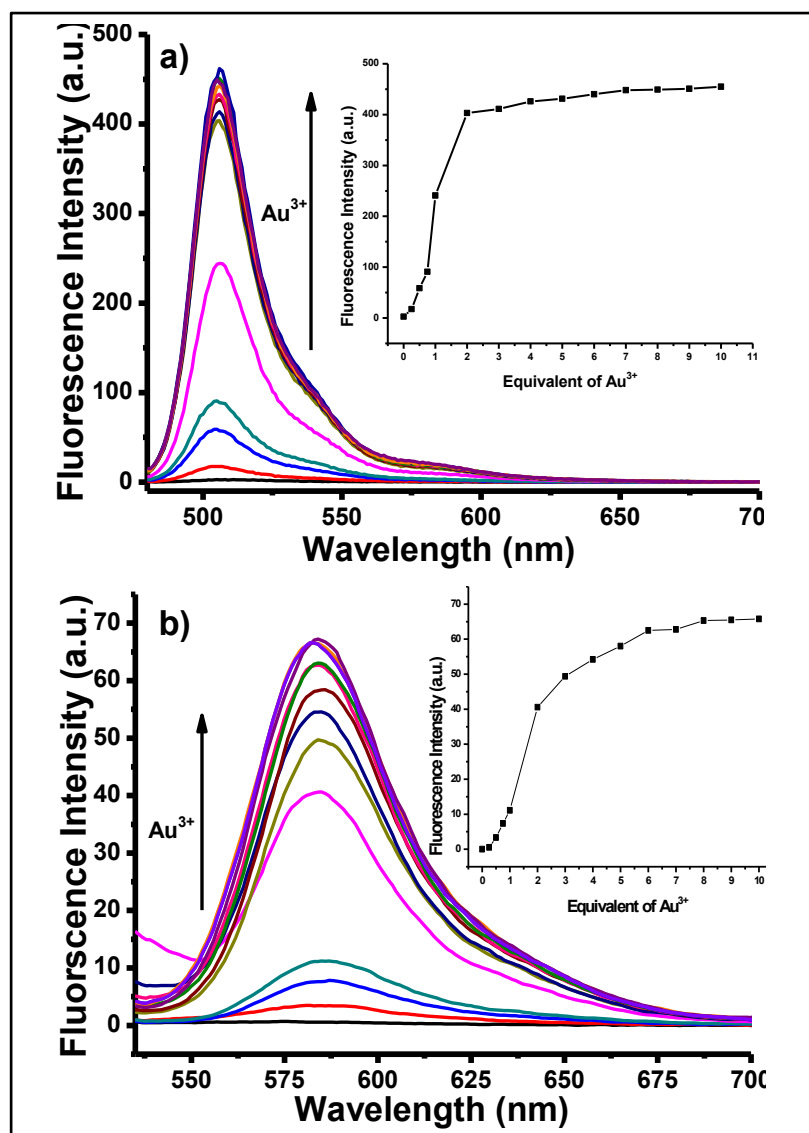 a)
Fluorescence Intensity (a.u.)
500
400
300
200
100
0
Au³⁺
500 550 600 650 70
Wavelength (nm)
Fluorescence Intensity (a.u.)
500
400
300
200
100
0
0 1 2 3 4 5 6 7 8 9 10 11
Equivalent of Au³⁺
b)
Fluorscence Intensity (a.u.)
70
60
50
40
30
20
10
0
Au³⁺
550 575 600 625 650 675 700
Wavelength (nm)
Fluorescence Intensity (a.u.)
70
60
50
40
30
20
10
0
0 1 2 3 4 5 6 7 8 9 10
Equivalent of Au³⁺